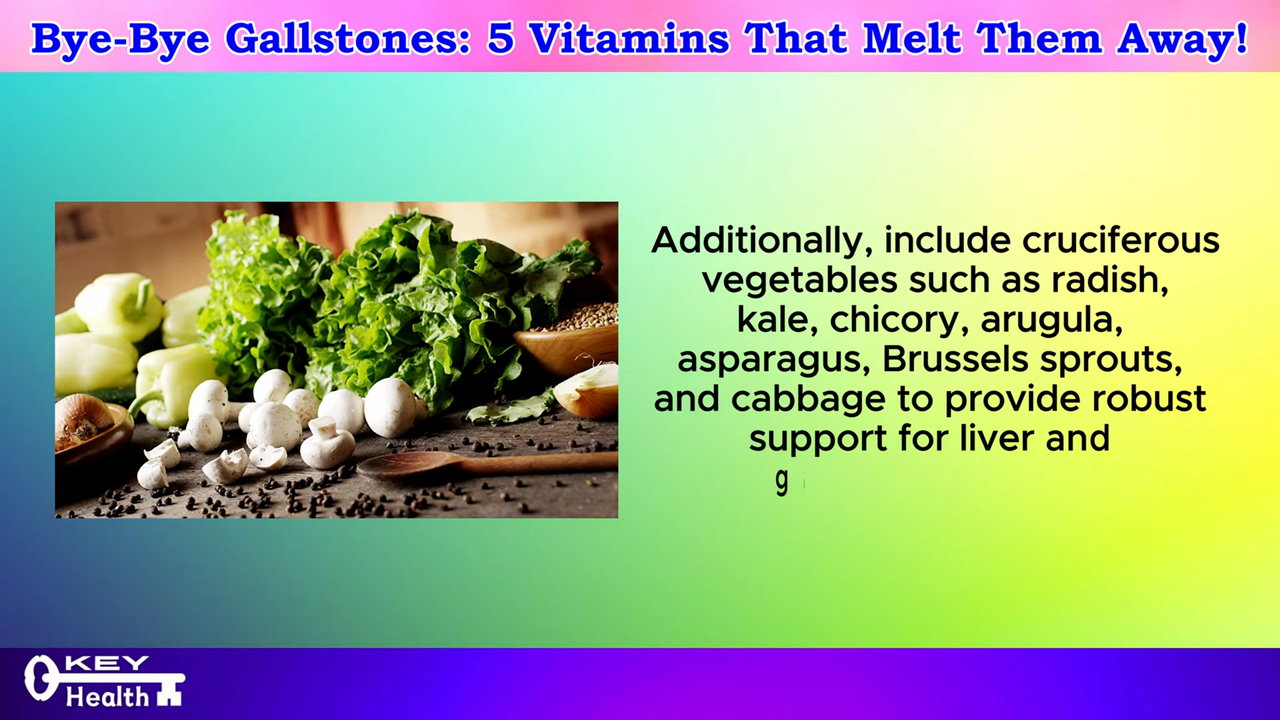 Bye-Bye Gallstones: 5 Vitamins That Melt Them Away!
Additionally, include cruciferous
vegetables such as radish,
kale, chicory, arugula,
asparagus, Brussels sprouts,
and cabbage to provide robust
support for liver and
g
KEY
Health